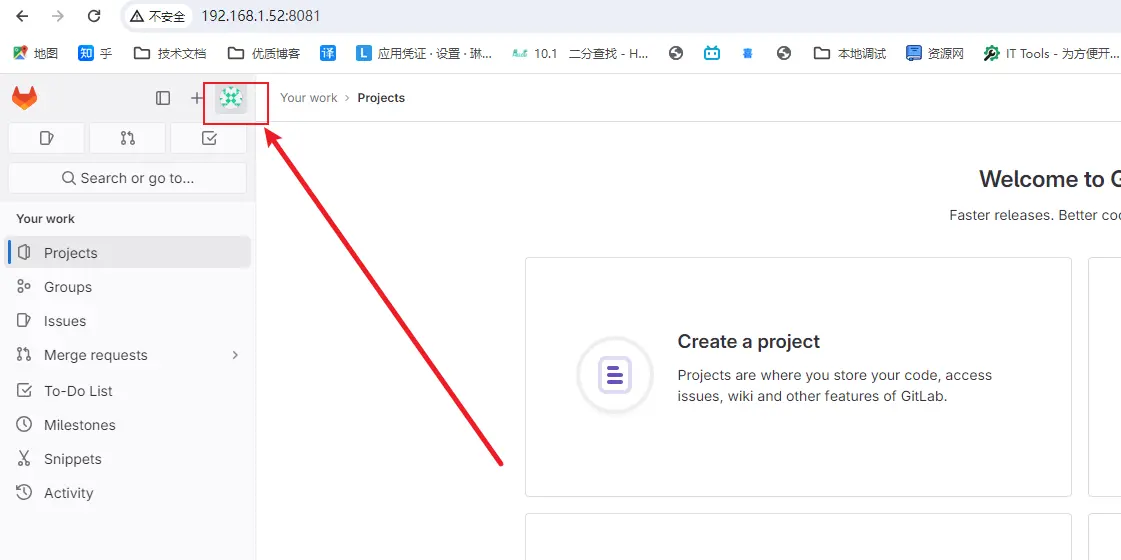 不安全 192.168.1.52:8081
地图 知 乎 技术文档 优质博客 译 L 应用凭证 · 设置 · 琳... 10.1 二分查找 - H... 本地调试 资源网 IT Tools - 为方便开...
Your work › Projects
Search or go to...
Your work
Projects
Groups
Issues
Merge requests
To-Do List
Milestones
Snippets
Activity
Welcome to G
Faster releases. Better co
Create a project
Projects are where you store your code, access
issues, wiki and other features of GitLab.